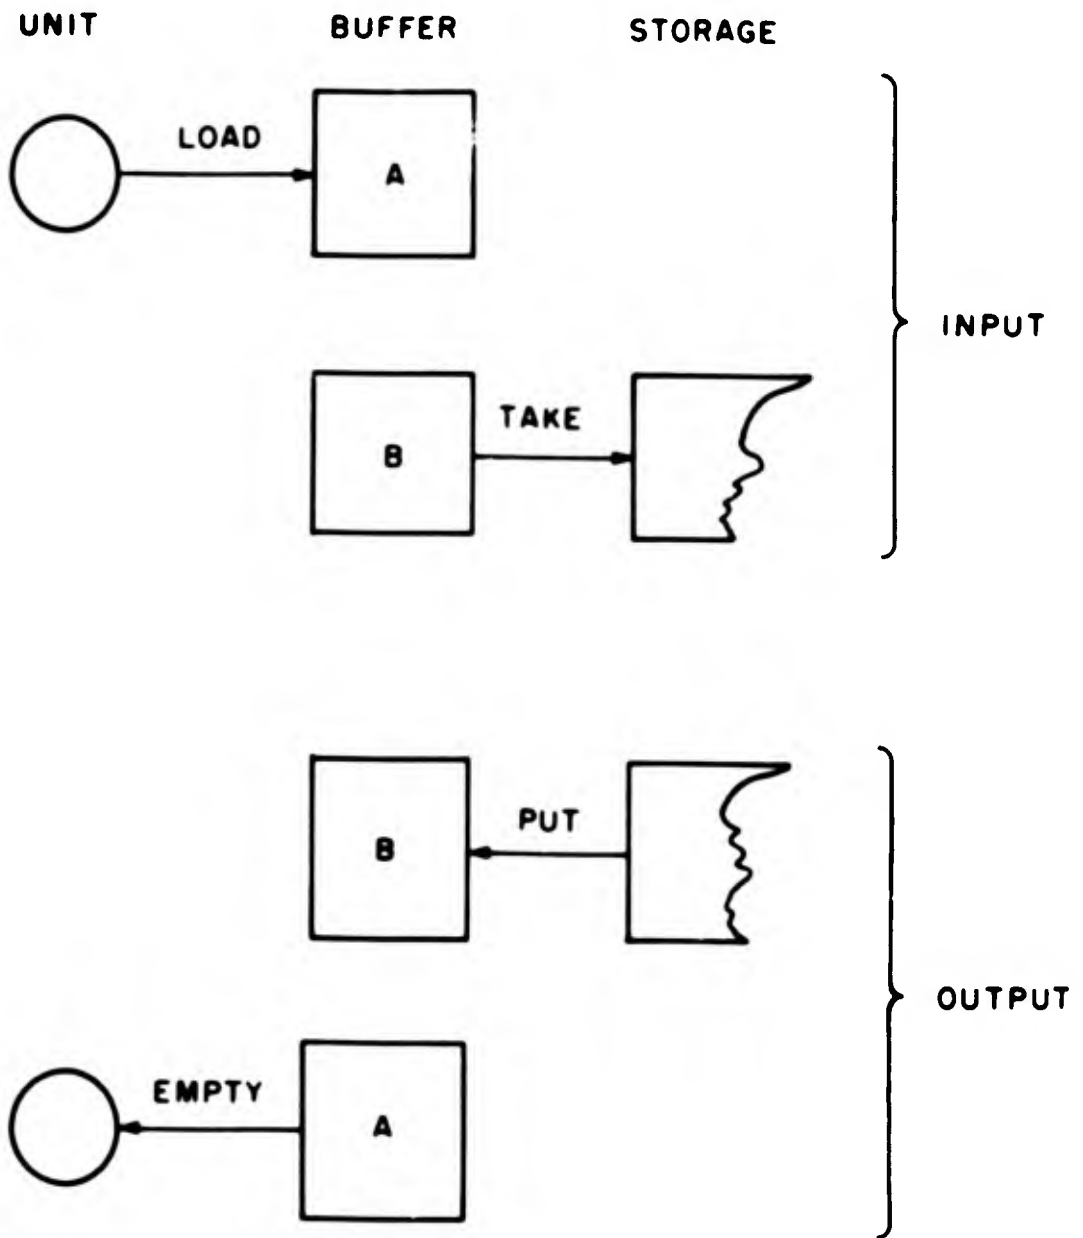 UNIT BUFFER STORAGE
LOAD
A
INPUT
TAKE
B
PUT
B
OUTPUT
EMPTY
A